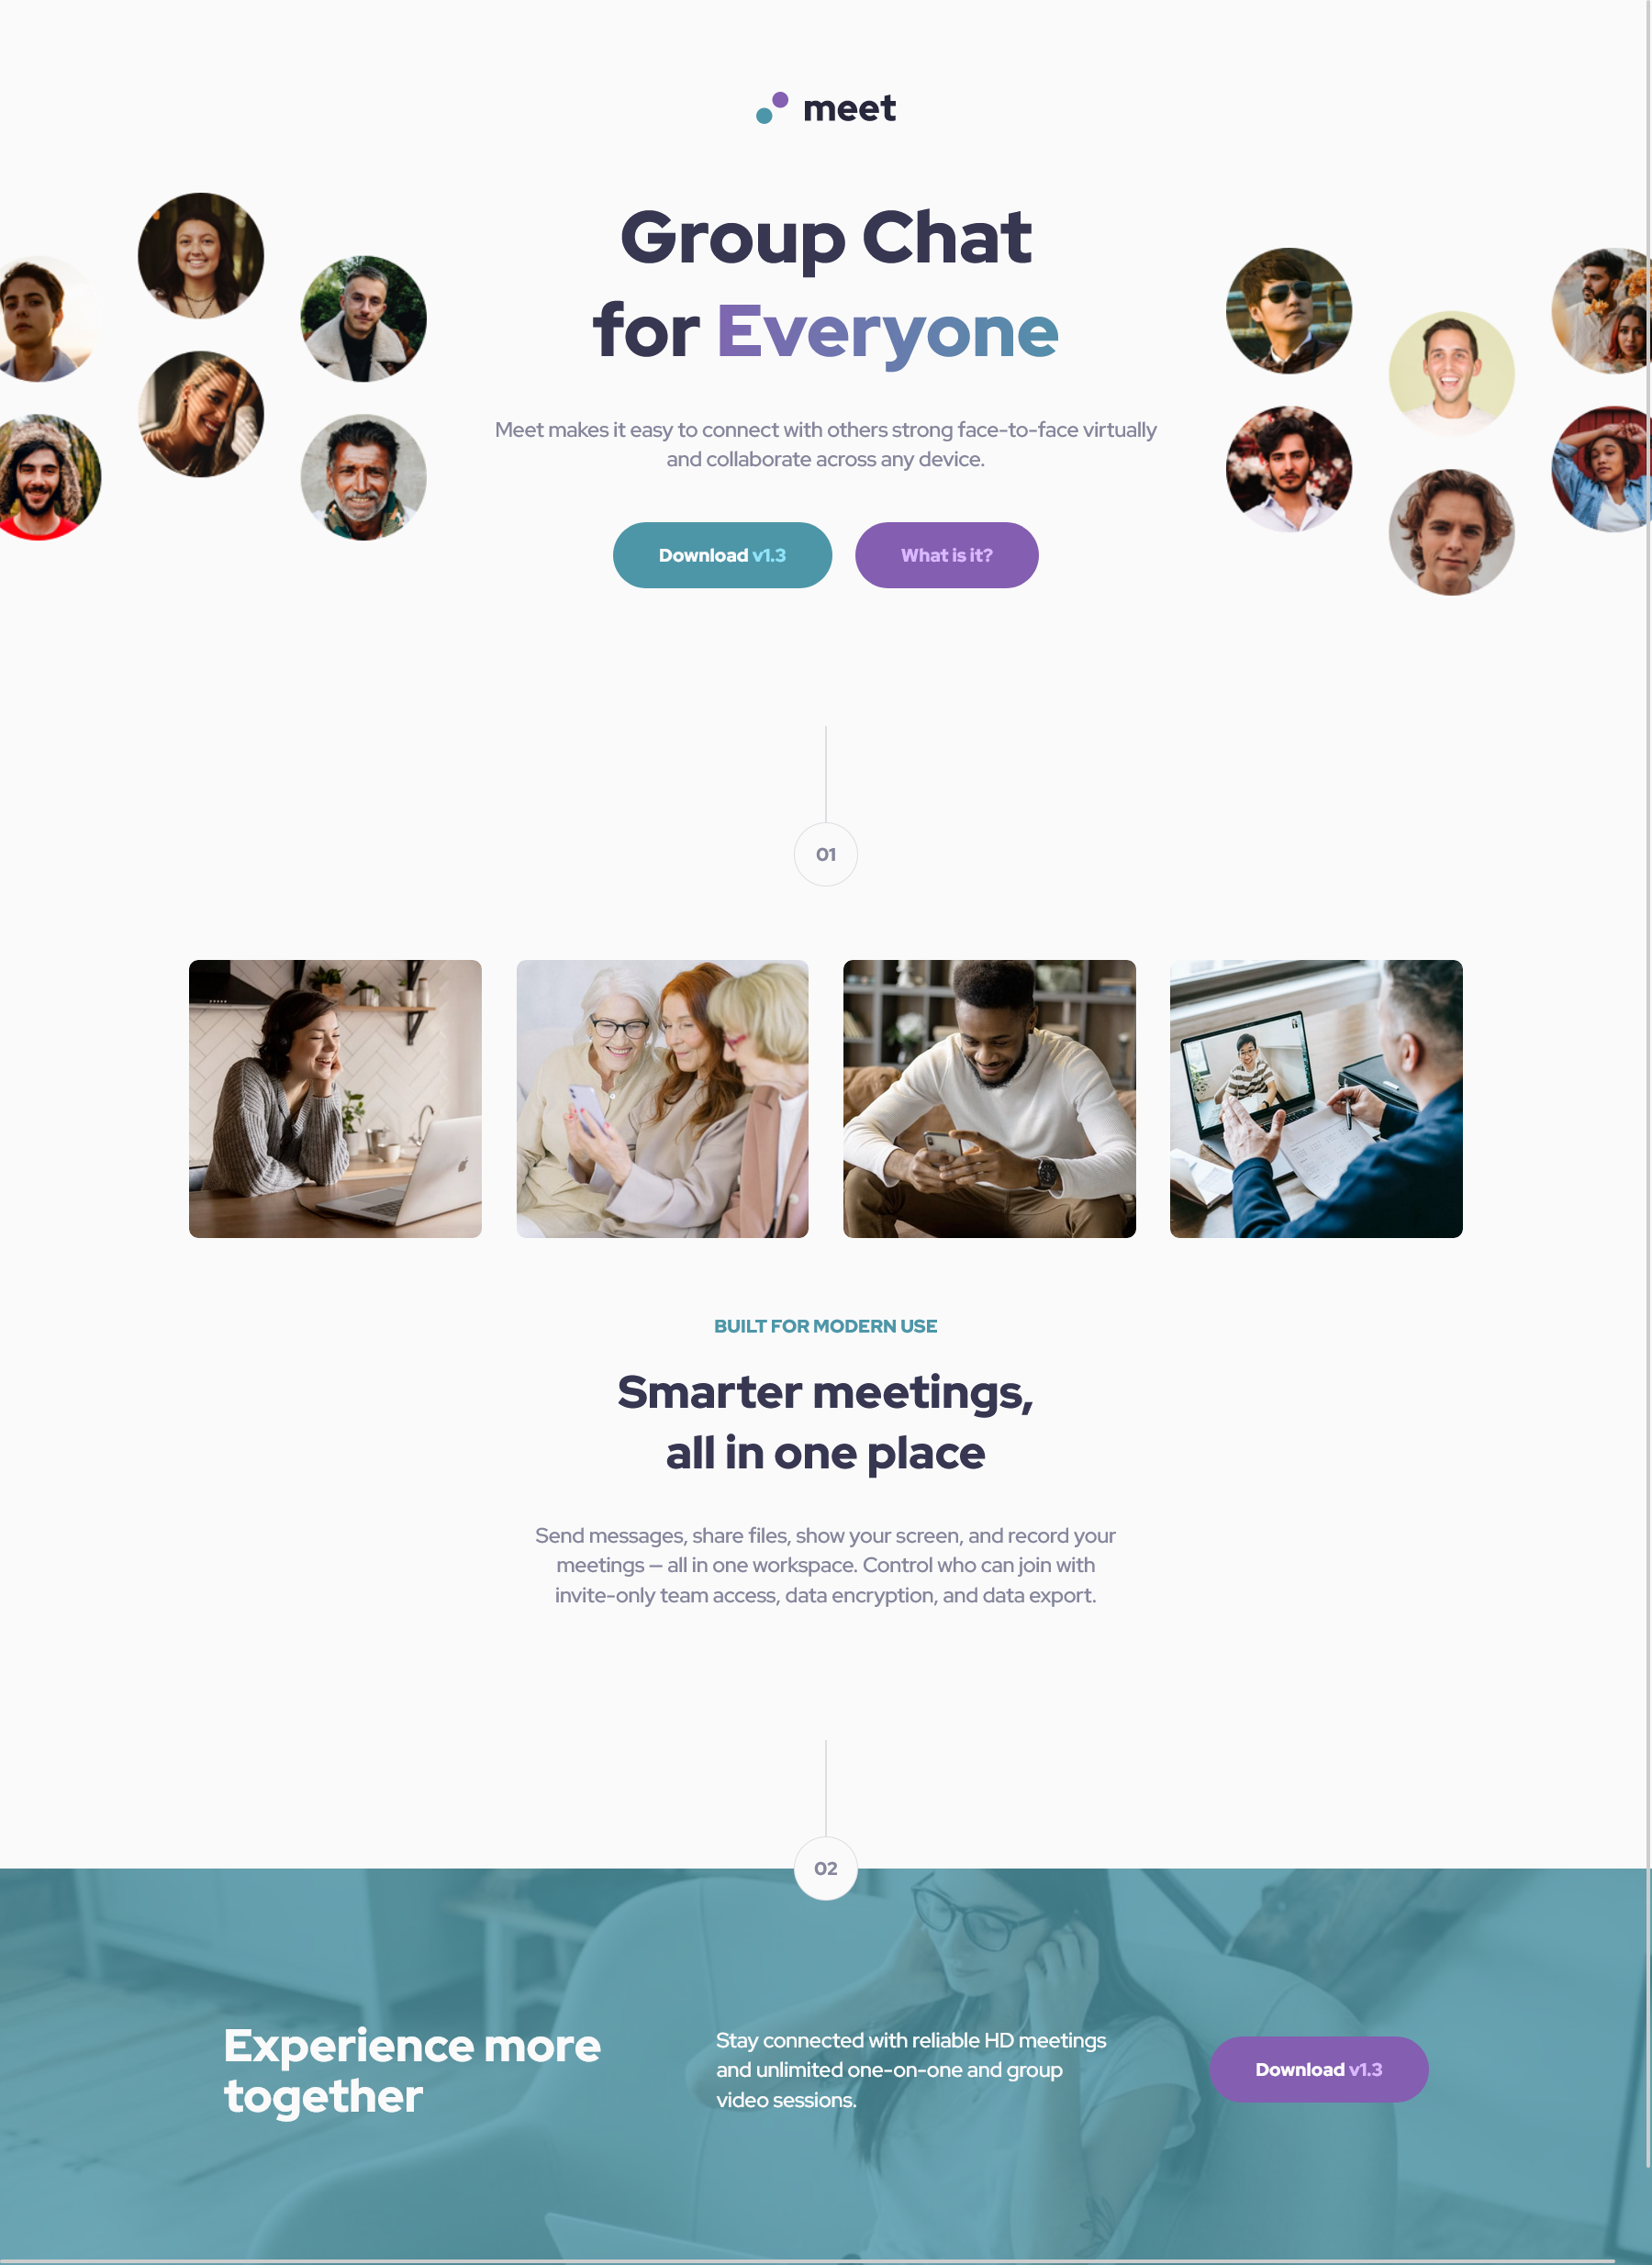 meet
Group Chat
for Everyone
Meet makes it easy to connect with others strong face-to-face virtually
and collaborate across any device.
Download v1.3
What is it?
01
BUILT FOR MODERN USE
Smarter meetings,
all in one place
Send messages, share files, show your screen, and record your
meetings — all in one workspace. Control who can join with
invite-only team access, data encryption, and data export.
02
Experience more
together
Stay connected with reliable HD meetings
and unlimited one-on-one and group
video sessions.
Download v1.3